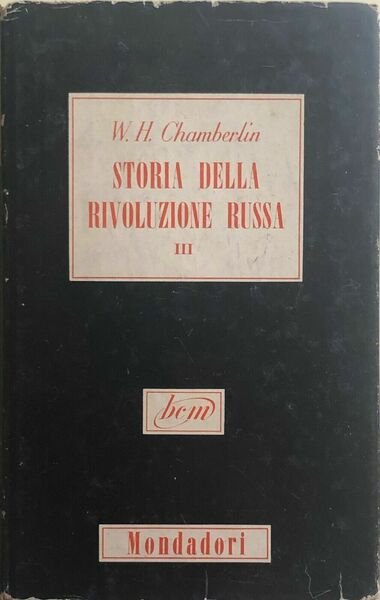 W. H. Chamberlin
STORIA DELLA
RIVOLUZIONE RUSSA
III
bcm
Mondadori